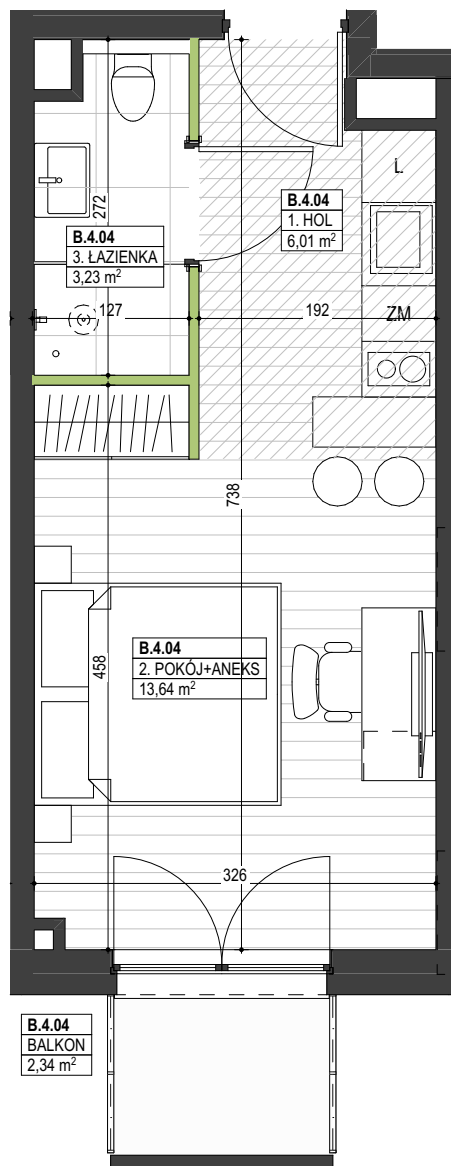 L
B.4.04
1. HOL
6,01 m²
272
B.4.04
3. ŁAZIENKA
3,23 m²
127
192
ZM
738
B.4.04
2. POKÓJ+ANEKS
13,64 m²
458
326
B.4.04
BALKON
2,34 m²